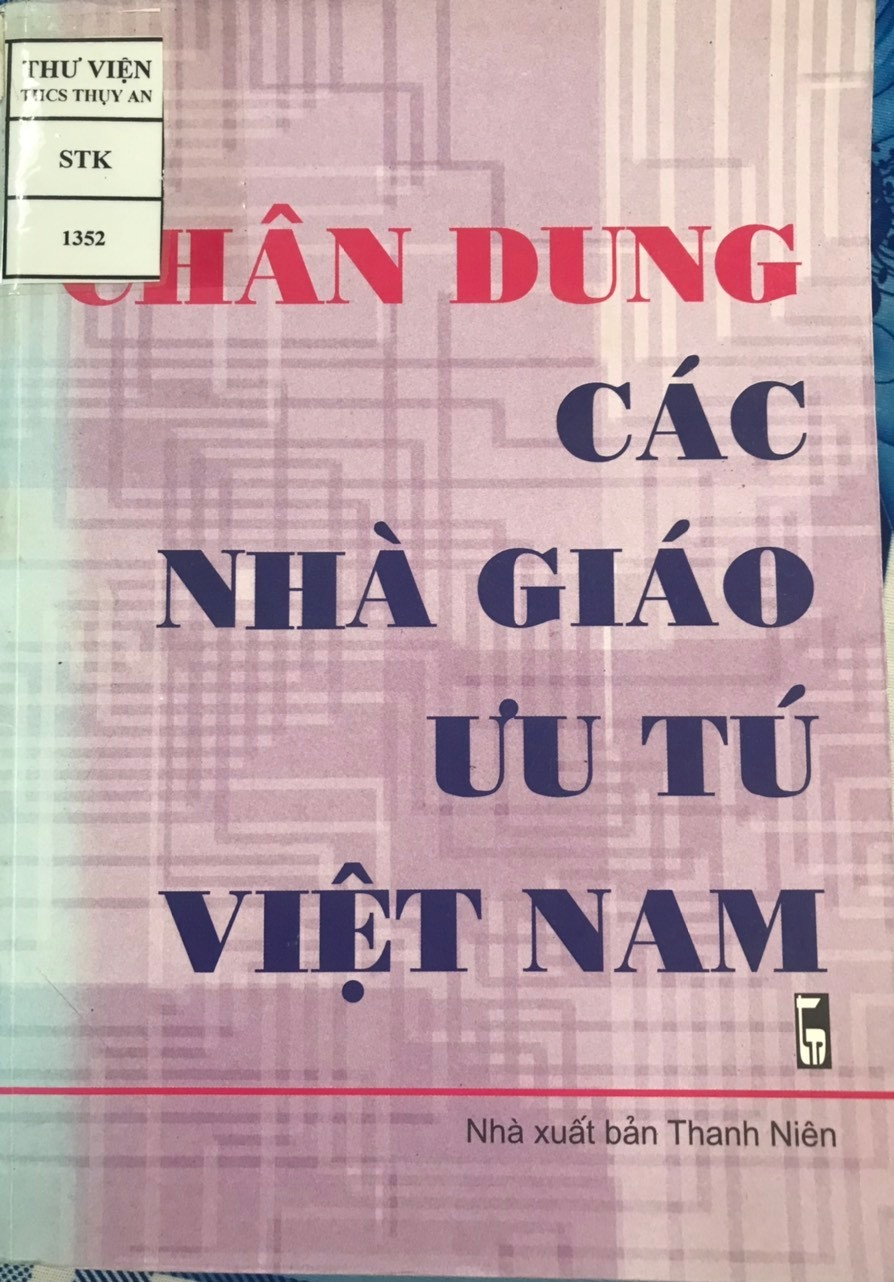 THƯ VIỆN
THCS THỤY AN
STK
1352
CHÂN DUNG
CÁC
NHÀ GIÁO
ƯU TÚ
VIỆT NAM
Nhà xuất bản Thanh Niên